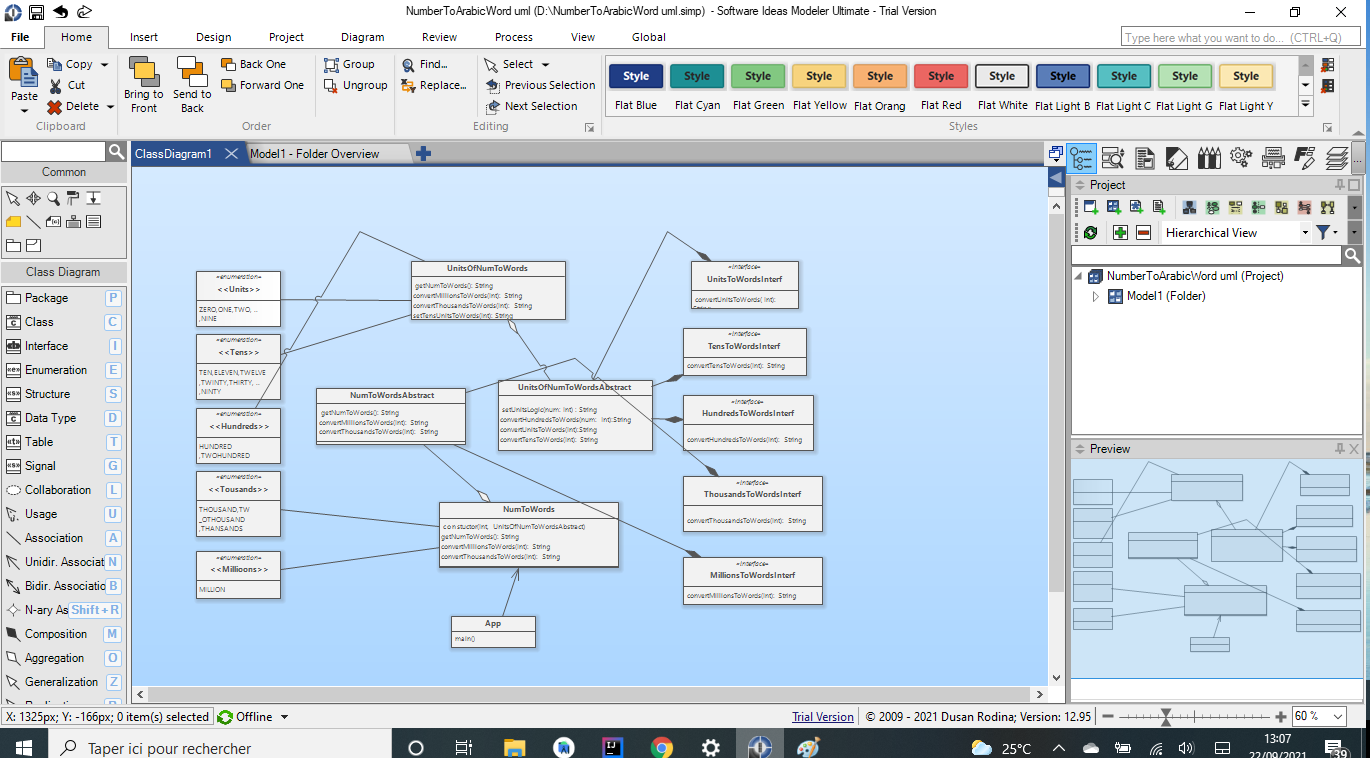 NumberToArabicWord uml (D:\NumberToArabicWord uml.simp) - Software Ideas Modeler Ultimate - Trial Version
File Home Insert Design Project Diagram Review Process View Global
Type here what you want to do... (CTRL+Q)
Paste
Copy
Cut
Delete
Clipboard
Bring to Front
Send to Back
Back One
Forward One
Order
Group
Ungroup
Find...
Replace...
Select
Previous Selection
Next Selection
Editing
Style Style Style Style Style Style Style Style Style Style Style
Flat Blue Flat Cyan Flat Green Flat Yellow Flat Orang Flat Red Flat White Flat Light B Flat Light C Flat Light G Flat Light Y
Styles
ClassDiagram1
Model1 - Folder Overview
Common
Class Diagram
Package P
Class C
Interface I
Enumeration E
Structure S
Data Type D
Table T
Signal G
Collaboration L
Usage U
Association A
Unidir. Associat N
Bidir. Associatio B
N-ary As Shift+R
Composition M
Aggregation O
Generalization Z
«enumeration»
<<Units>>
ZERO,ONE,TWO, ..
,NINE
«enumeration»
<<Tens>>
TEN,ELEVEN,TWELVE
,TWINTY,THIRTY, ...
,NINTY
«enumeration»
<<Hundreds>>
HUNDRED
,TWOHUNDRED
«enumeration»
<<Tousands>>
THOUSAND,TW
_OTHOUSAND
,THANSANDS
«enumeration»
<<Millioons>>
MILLION
UnitsOfNumToWords
getNumToWords(): String
convertMillionsToWords(int): String
convertThousandsToWords(int): String
setTensUnitsToWords(int): String
NumToWordsAbstract
getNumToWords(): String
convertMillionsToWords(int): String
convertThousandsToWords(int): String
UnitsOfNumToWordsAbstract
setUnitsLogic(num: int) : String
convertHundredsToWords(num: int):String
convertUnitsToWords(int): String
convertTensToWords(int): String
NumToWords
constuctor(int, UnitsOfNumToWordsAbstract)
getNumToWords(): String
convertMillionsToWords(int): String
convertThousandsToWords(int): String
App
main()
«interface»
UnitsToWordsInterf
convertUnitsToWords( int):
«interface»
TensToWordsInterf
convertTensToWords(int): String
«interface»
HundredsToWordsInterf
convertHundredsToWords(int): String
«interface»
ThousandsToWordsInterf
convertThousandsToWords(int): String
«interface»
MillionsToWordsInterf
convertMillionsToWords(int): String
Project
Hierarchical View
NumberToArabicWord uml (Project)
Model1 (Folder)
Preview
X: 1325px; Y: -166px; 0 item(s) selected
Offline
Trial Version
© 2009 - 2021 Dusan Rodina; Version: 12.95
60 %
Taper ici pour rechercher
25°C
13:07
22/09/2021
39